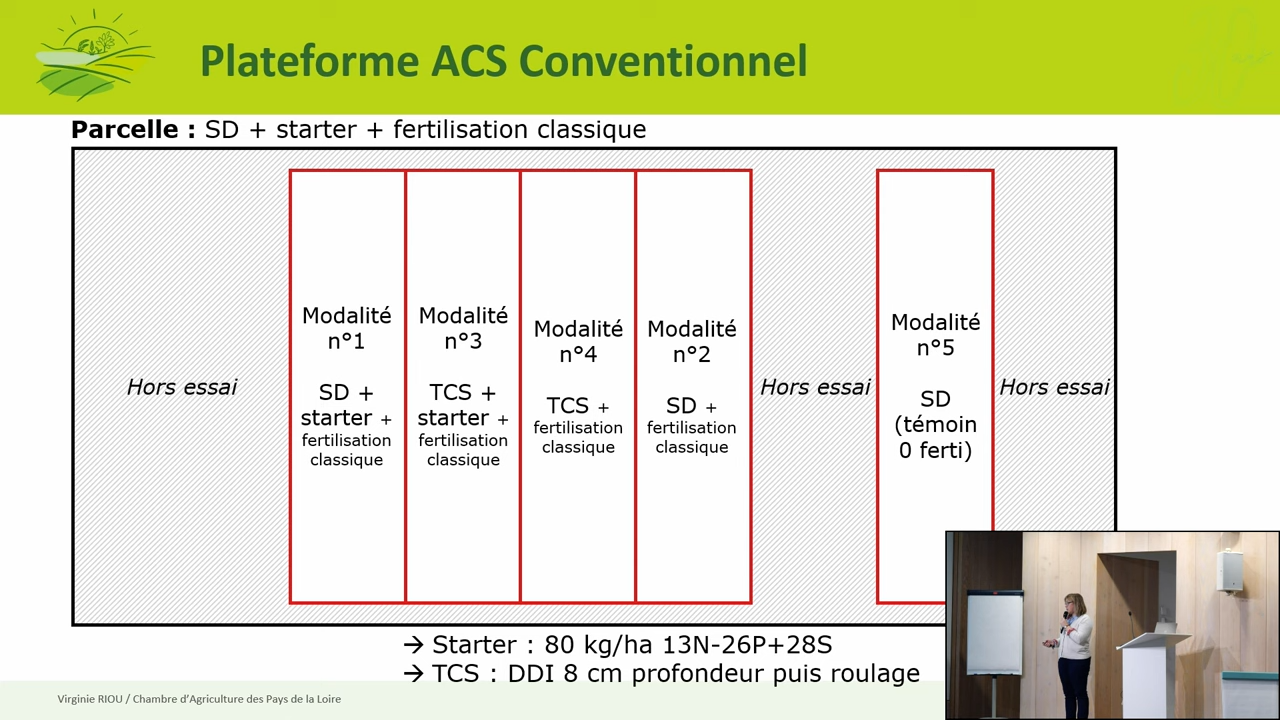 Plateforme ACS Conventionnel
Parcelle : SD + starter + fertilisation classique
Hors essai
Modalité
n°1
SD +
starter +
fertilisation
classique
Modalité
n°3
TCS +
starter +
fertilisation
classique
Modalité
n°4
TCS +
fertilisation
classique
Modalité
n°2
SD +
fertilisation
classique
Hors essai
Modalité
n°5
SD
(témoin
0 ferti)
Hors essai
→ Starter : 80 kg/ha 13N-26P+28S
→ TCS : DDI 8 cm profondeur puis roulage
Virginie RIOU / Chambre d'Agriculture des Pays de la Loire